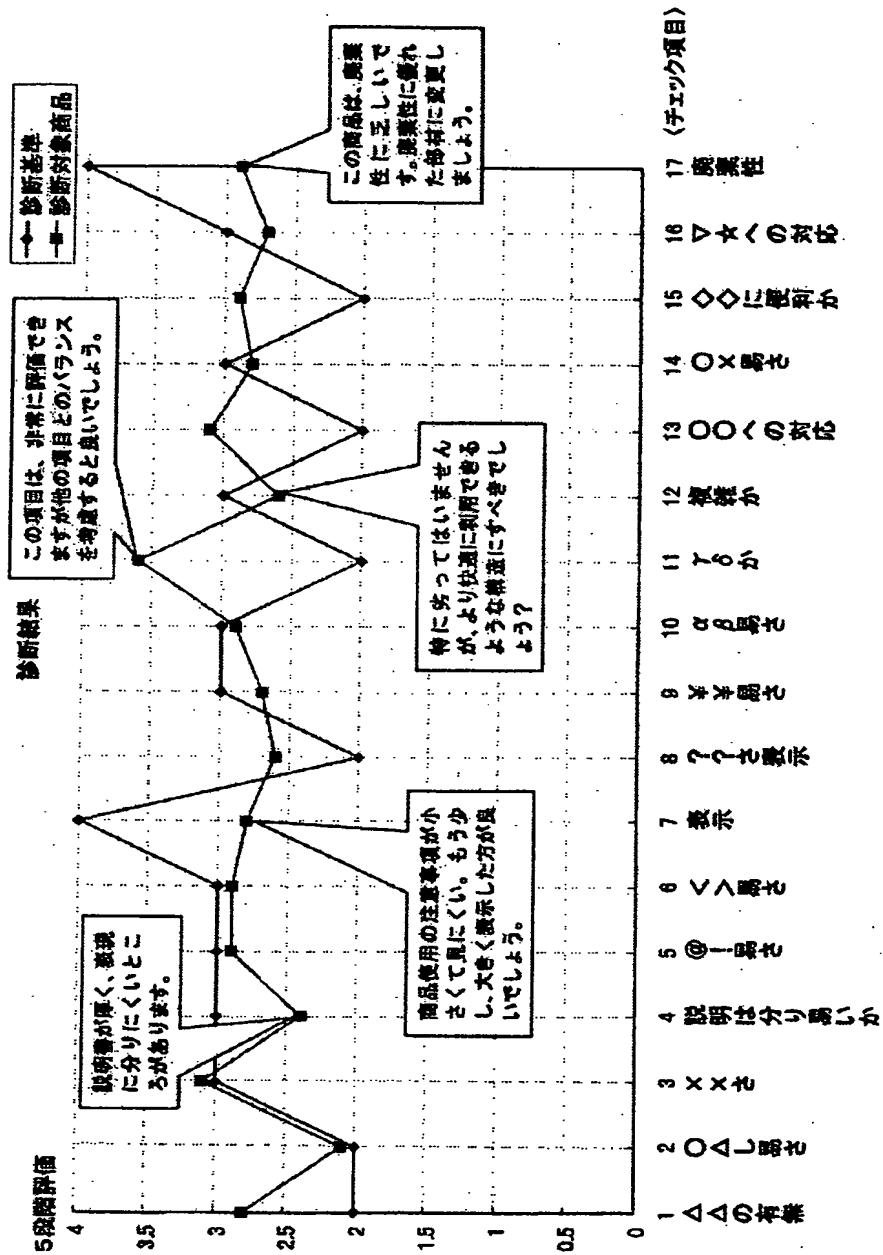 診断結果
5段階評価
診断基準
診断対象商品
4
3.5
3
2.5
2
1.5
1
0.5
0
説明書が厚く、表現
に分りにくいとこ
ろがあります。
この項目は、非常に評価でき
ますが他の項目とのバランス
を考慮すると良いでしょう。
商品使用の注意事項が小
さくて見にくい。もう少
し、大きく表示した方が良
いでしょう。
特に劣ってはいません
が、より快適に利用できる
ような構造にすべきでし
ょう?
この商品は、廃棄
性に乏しいで
す。廃棄性に優れ
た部材に変更し
ましょう。
1 △△の有無
2 ○△し易さ
3 ××さ
4 説明は分り易いか
5 @!易さ
6 <>易さ
7 表示
8 ??さ表示
9 ¥¥易さ
10 αβ易さ
11 γδか
12 複雑か
13 ○○への対応
14 ○×易さ
15 ◇◇に便利か
16 ▽☆への対応
17 廃棄性
〈チェック項目〉